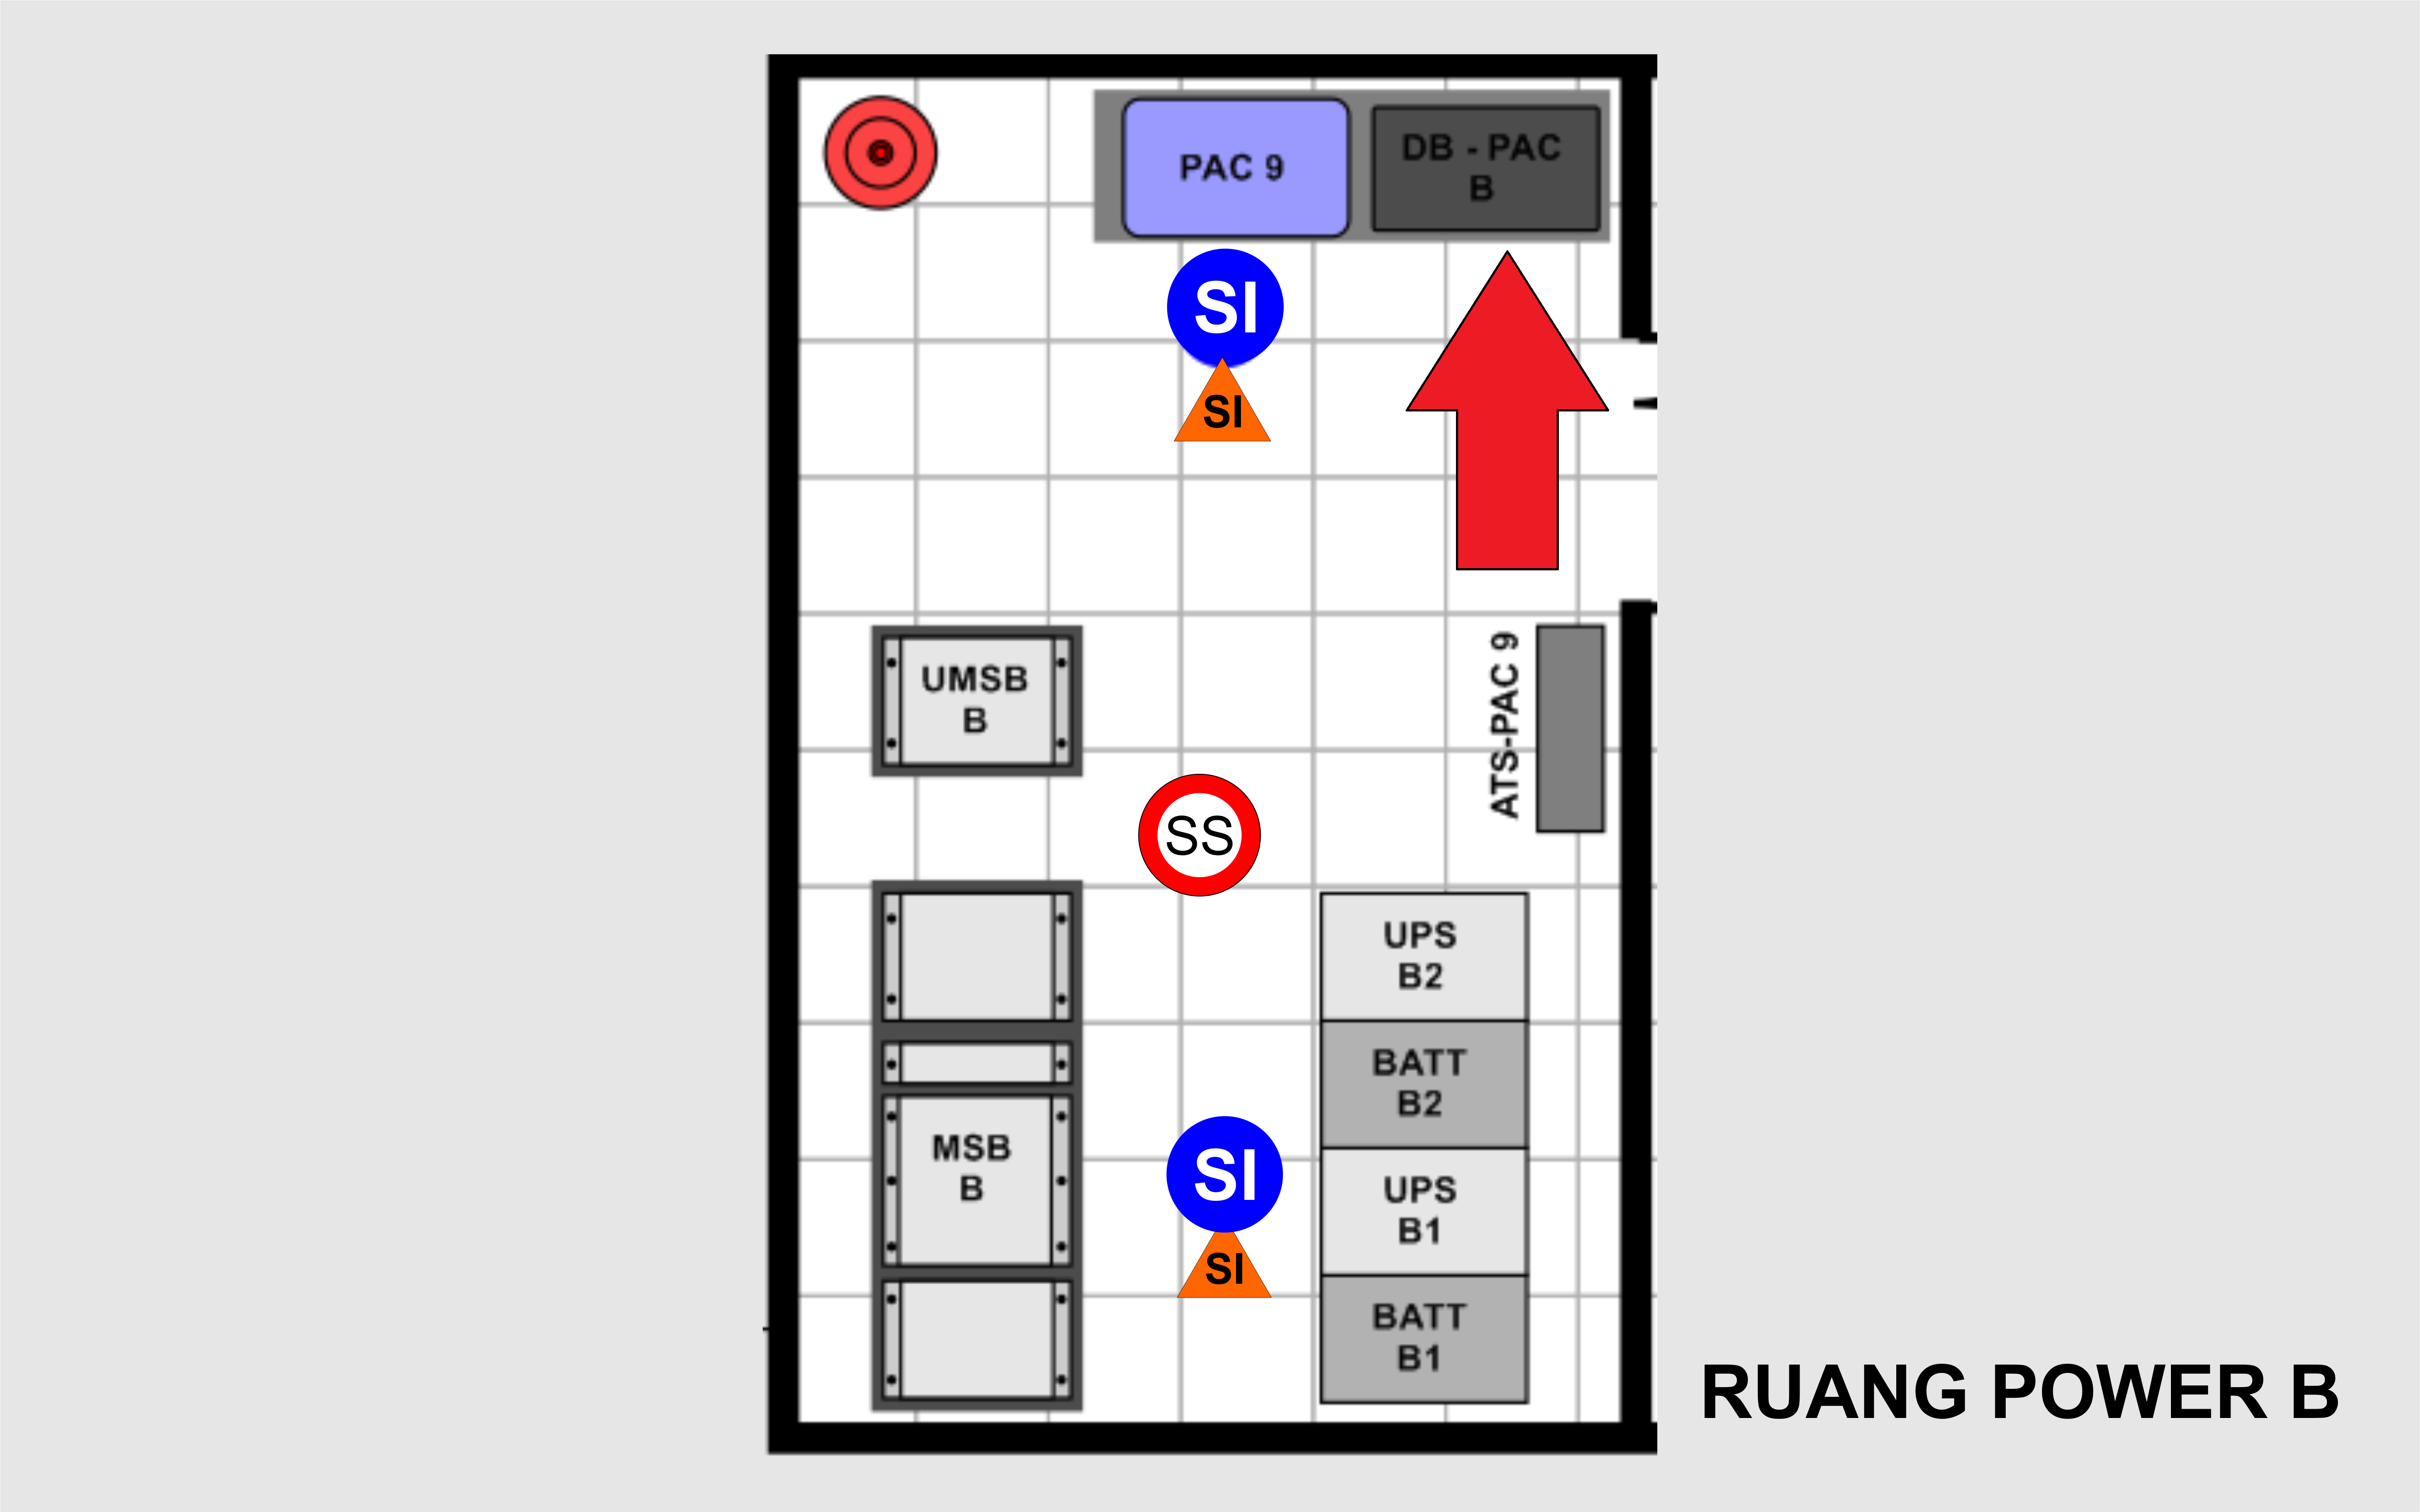 PAC 9
DB - PAC
B
SI
SI
UMSB
B
ATS-PAC 9
SS
UPS
B2
BATT
B2
MSB
B
SI
UPS
B1
SI
BATT
B1
RUANG POWER B